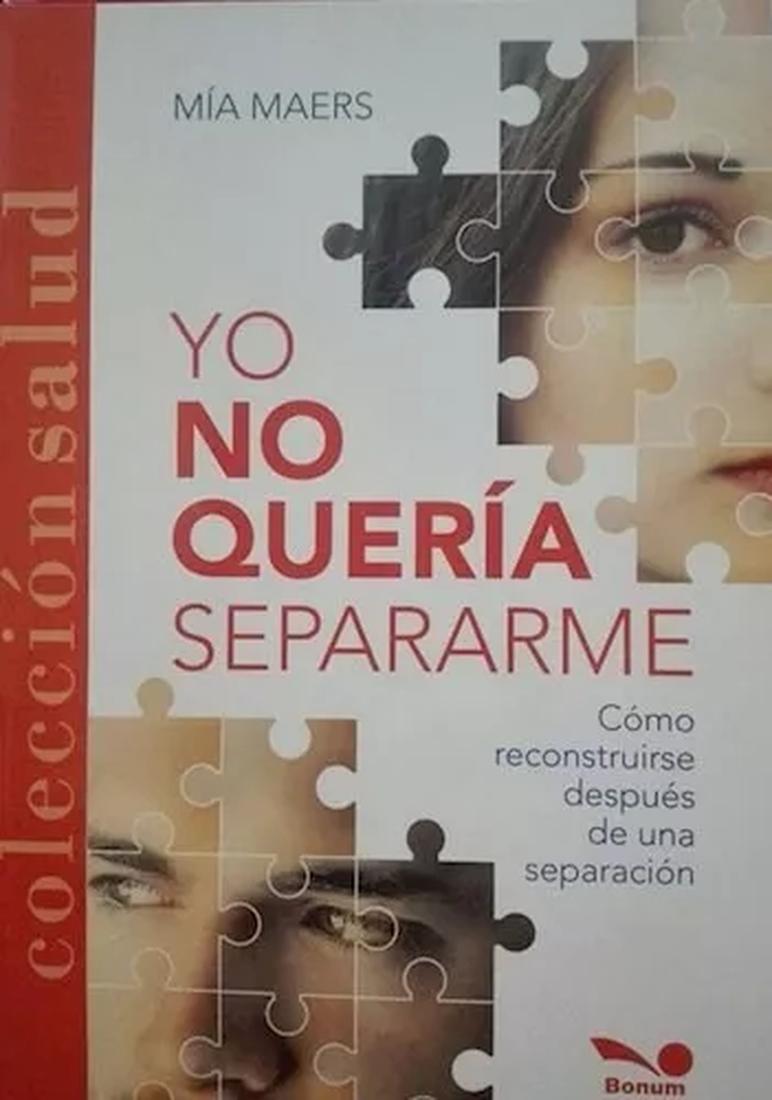 MÍA MAERS
YO
NO
QUERÍA
SEPARARME
Cómo
reconstruirse
después
de una
separación
colección salud
Bonum